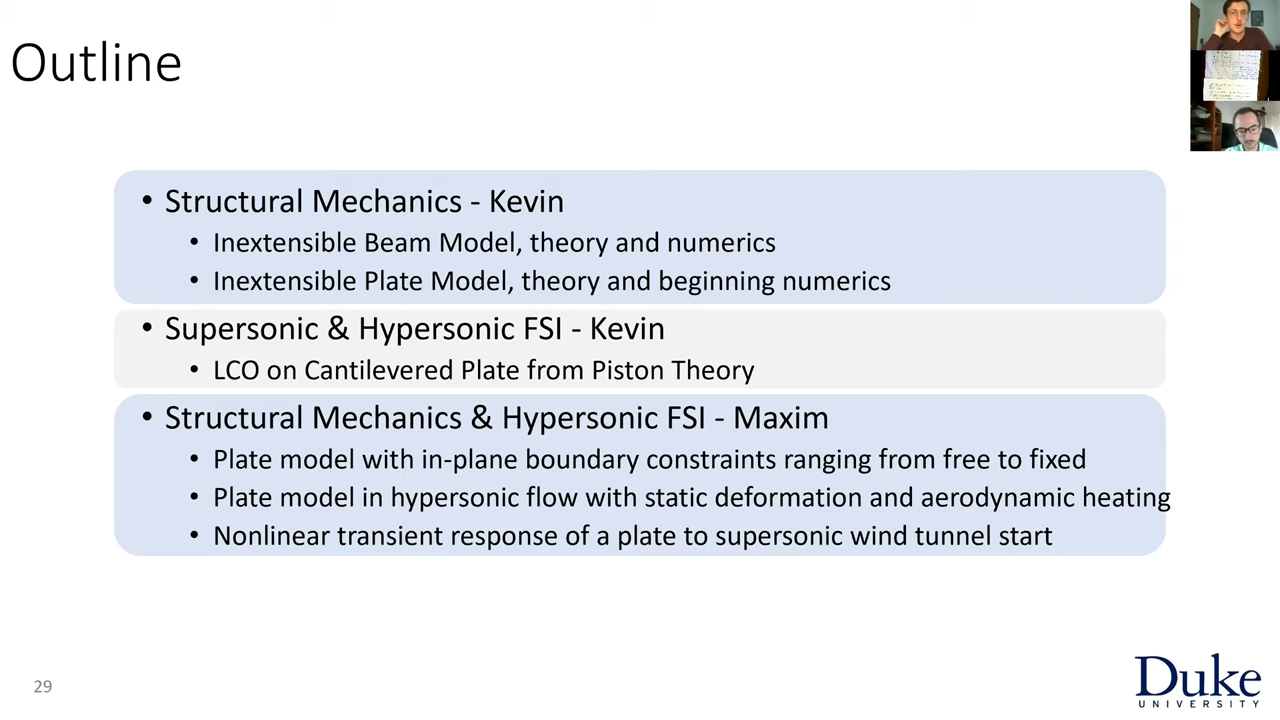 Outline
• Structural Mechanics - Kevin
• Inextensible Beam Model, theory and numerics
• Inextensible Plate Model, theory and beginning numerics
• Supersonic & Hypersonic FSI - Kevin
• LCO on Cantilevered Plate from Piston Theory
• Structural Mechanics & Hypersonic FSI - Maxim
• Plate model with in-plane boundary constraints ranging from free to fixed
• Plate model in hypersonic flow with static deformation and aerodynamic heating
• Nonlinear transient response of a plate to supersonic wind tunnel start
29
Duke
UNIVERSITY